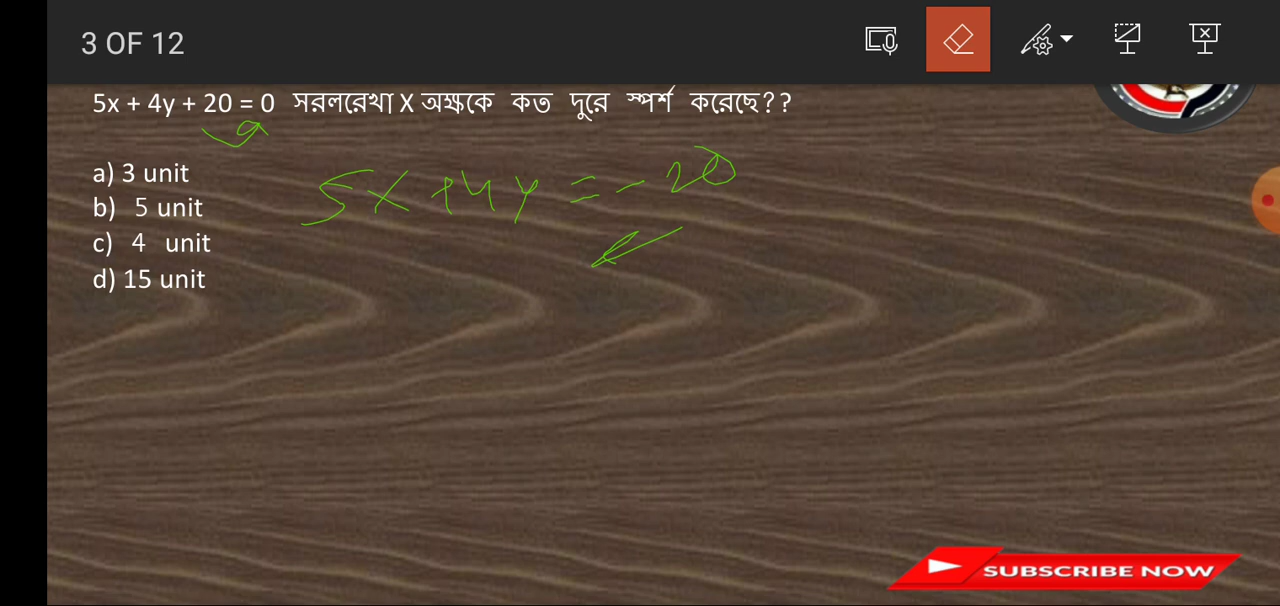 3 OF 12
5x + 4y + 20 = 0 সরলরেখা X অক্ষকে কত দুরে স্পর্শ করেছে??
a) 3 unit
5x + 4y = - 20
b) 5 unit
c) 4 unit
d) 15 unit
SUBSCRIBE NOW